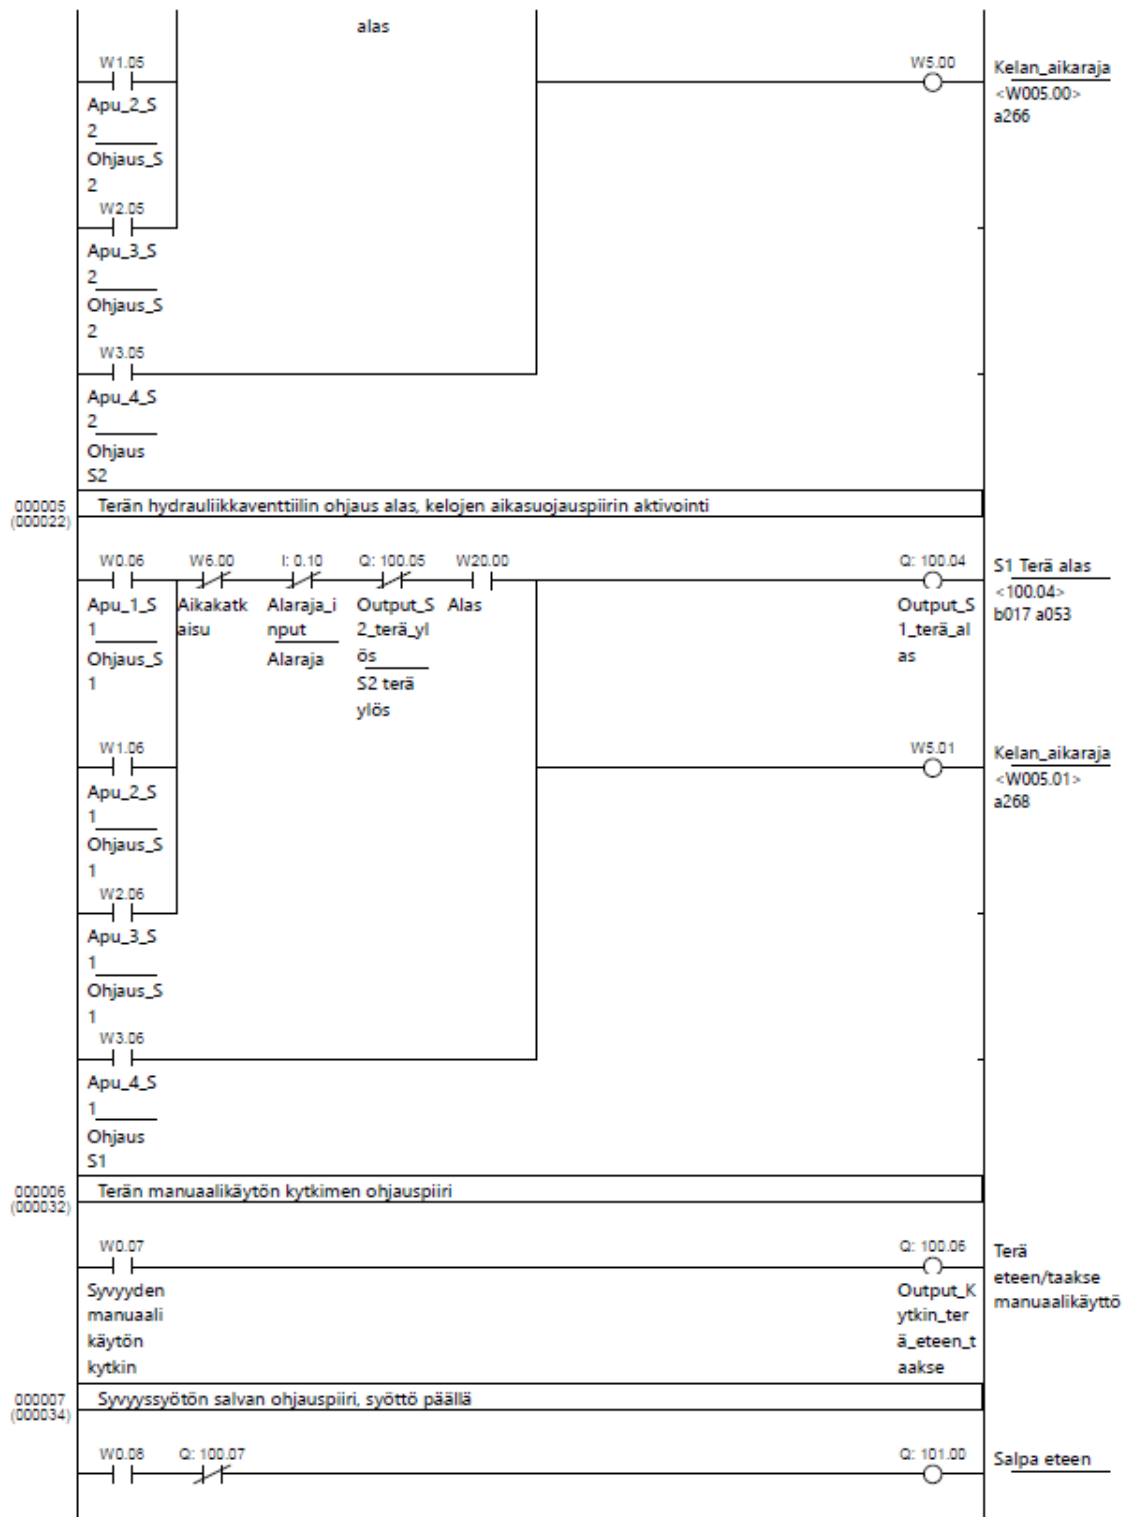 alas
W1.05
W5.00
Kelan_aikaraja
<W005.00>
a266
Apu_2_S
2
Ohjaus_S
2
W2.05
Apu_3_S
2
Ohjaus_S
2
W3.05
Apu_4_S
2
Ohjaus
S2
000005
(000022)
Terän hydrauliikkaventtiilin ohjaus alas, kelojen aikasuojauspiirin aktivointi
W0.06 W6.00 I: 0.10 Q: 100.05 W20.00 Q: 100.04
S1 Terä alas
<100.04>
b017 a053
Apu_1_S
1
Ohjaus_S
1
Aikakatk
aisu
Alaraja_i
nput
Alaraja
Output_S
2_terä_yl
ös
S2 terä
ylös
Alas
Output_S
1_terä_al
as
W1.06
W5.01
Kelan_aikaraja
<W005.01>
a268
Apu_2_S
1
Ohjaus_S
1
W2.06
Apu_3_S
1
Ohjaus_S
1
W3.06
Apu_4_S
1
Ohjaus
S1
000006
(000032)
Terän manuaalikäytön kytkimen ohjauspiiri
W0.07
Q: 100.06
Terä
eteen/taakse
manuaalikäyttö
Syvyyden
manuaali
käytön
kytkin
Output_K
ytkin_ter
ä_eteen_t
aakse
000007
(000034)
Syvyyssyötön salvan ohjauspiiri, syöttö päällä
W0.08 Q: 100.07 Q: 101.00
Salpa eteen